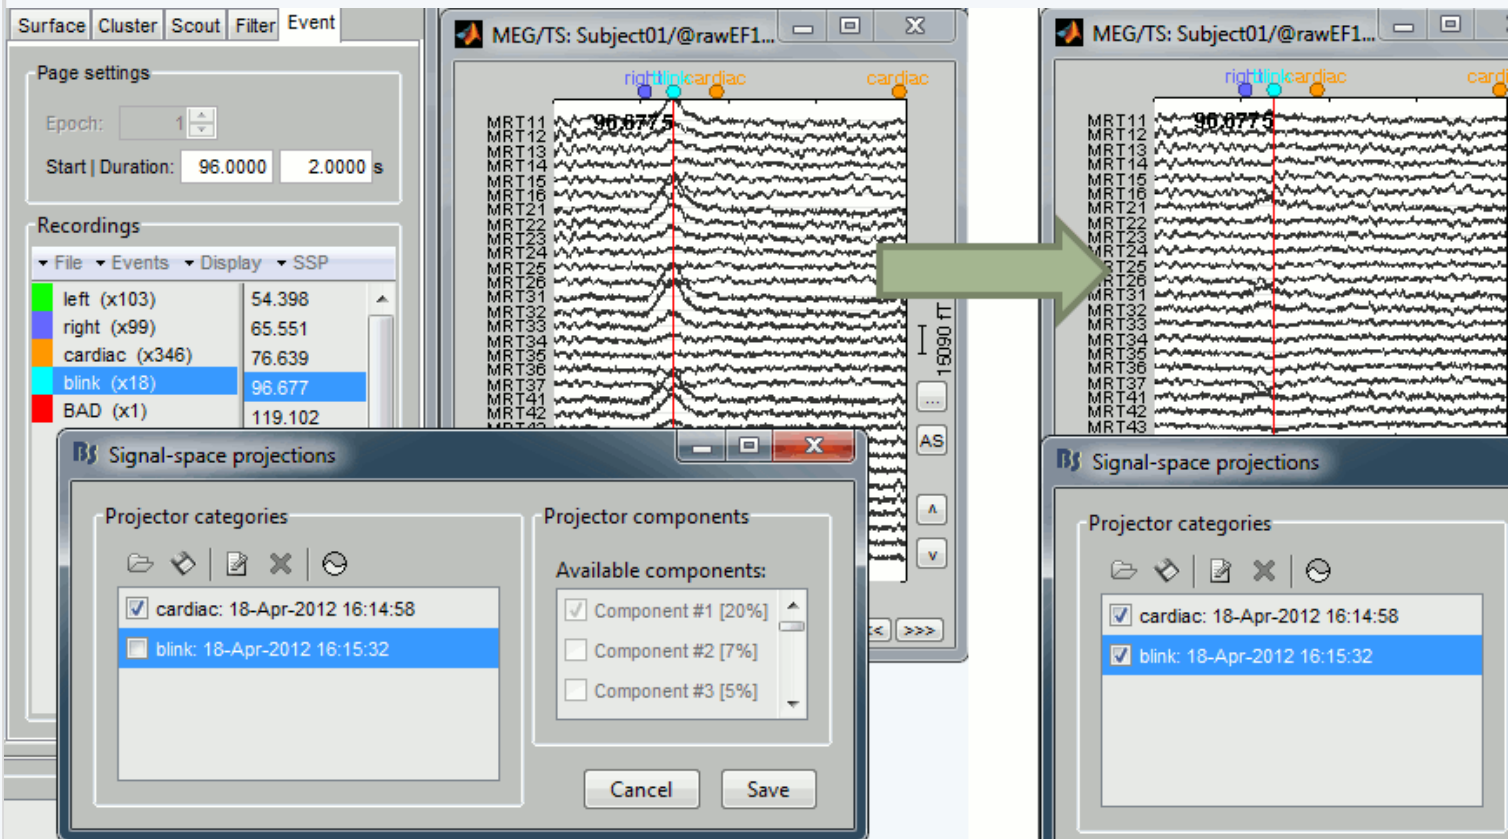 Surface Cluster Scout Filter Event
Page settings
Epoch: 1
Start | Duration: 96.0000 2.0000 s
Recordings
File Events Display SSP
left (x103) 54.398
right (x99) 65.551
cardiac (x346) 76.639
blink (x18) 96.677
BAD (x1) 119.102
MEG/TS: Subject01/@rawEF1...
right blink cardiac cardiac
96.6775
MRT11
MRT12
MRT13
MRT14
MRT15
MRT16
MRT21
MRT22
MRT23
MRT24
MRT25
MRT26
MRT31
MRT32
MRT33
MRT34
MRT35
MRT36
MRT37
MRT41
MRT42
16090 fT
...
AS
>>>
Signal-space projections
Projector categories
cardiac: 18-Apr-2012 16:14:58
blink: 18-Apr-2012 16:15:32
Projector components
Available components:
Component #1 [20%]
Component #2 [7%]
Component #3 [5%]
Cancel Save
MEG/TS: Subject01/@rawEF1...
right blink cardiac cardi
96.6775
MRT11
MRT12
MRT13
MRT14
MRT15
MRT16
MRT21
MRT22
MRT23
MRT24
MRT25
MRT26
MRT31
MRT32
MRT33
MRT34
MRT35
MRT36
MRT37
MRT41
MRT42
MRT43
Signal-space projections
Projector categories
cardiac: 18-Apr-2012 16:14:58
blink: 18-Apr-2012 16:15:32